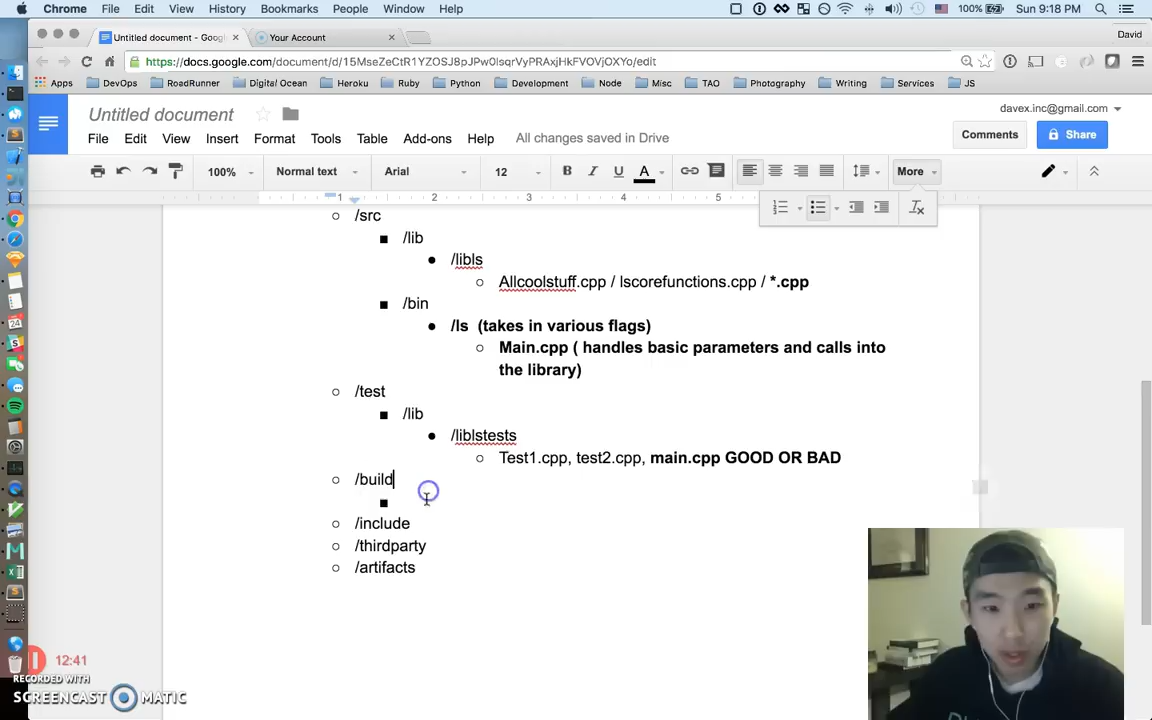 Chrome File Edit View History Bookmarks People Window Help 100% Sun 9:18 PM
Untitled document - Goog Your Account David
https://docs.google.com/document/d/15MseZeCtR1YZOSJ8pJPw0lsqrVyPRAxjHkFVOVjOXYo/edit
Apps DevOps RoadRunner Digital Ocean Heroku Ruby Python Development Node Misc TAO Photography Writing Services JS
Untitled document davex.inc@gmail.com
File Edit View Insert Format Tools Table Add-ons Help All changes saved in Drive Comments Share
100% Normal text Arial 12 B I U A More
1 2 3 4 5
/src
/lib
/libls
Allcoolstuff.cpp / lscorefunctions.cpp / *.cpp
/bin
/ls (takes in various flags)
Main.cpp ( handles basic parameters and calls into
the library)
/test
/lib
/liblstests
Test1.cpp, test2.cpp, main.cpp GOOD OR BAD
/build
/include
/thirdparty
/artifacts
12:41
RECORDED WITH
SCREENCAST MATIC